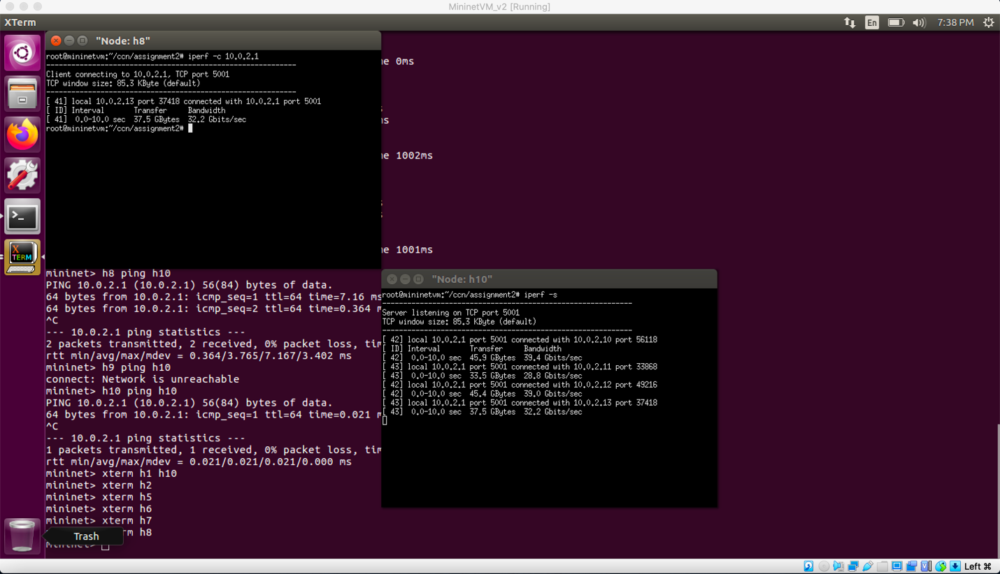 MininetVM_v2 [Running]
XTerm
En
7:38 PM
"Node: h8"
root@mininetvm:~/ccn/assignment2# iperf -c 10.0.2.1
------------------------------------------------------------
Client connecting to 10.0.2.1, TCP port 5001
TCP window size: 85.3 KByte (default)
------------------------------------------------------------
[ 41] local 10.0.2.13 port 37418 connected with 10.0.2.1 port 5001
[ ID] Interval       Transfer     Bandwidth
[ 41]  0.0-10.0 sec  37.5 GBytes  32.2 Gbits/sec
root@mininetvm:~/ccn/assignment2#
ne 0ms
ne 1002ms
ne 1001ms
X
TERM
mininet> h8 ping h10
PING 10.0.2.1 (10.0.2.1) 56(84) bytes of data.
64 bytes from 10.0.2.1: icmp_seq=1 ttl=64 time=7.16 ms
64 bytes from 10.0.2.1: icmp_seq=2 ttl=64 time=0.364 m
^C
--- 10.0.2.1 ping statistics ---
2 packets transmitted, 2 received, 0% packet loss, tim
rtt min/avg/max/mdev = 0.364/3.765/7.167/3.402 ms
mininet> h9 ping h10
connect: Network is unreachable
mininet> h10 ping h10
PING 10.0.2.1 (10.0.2.1) 56(84) bytes of data.
64 bytes from 10.0.2.1: icmp_seq=1 ttl=64 time=0.021 m
^C
--- 10.0.2.1 ping statistics ---
1 packets transmitted, 1 received, 0% packet loss, tim
rtt min/avg/max/mdev = 0.021/0.021/0.021/0.000 ms
mininet> xterm h1 h10
mininet> xterm h2
mininet> xterm h5
mininet> xterm h6
mininet> xterm h7
rm h8
mininet>
Trash
"Node: h10"
root@mininetvm:~/ccn/assignment2# iperf -s
------------------------------------------------------------
Server listening on TCP port 5001
TCP window size: 85.3 KByte (default)
------------------------------------------------------------
[ 42] local 10.0.2.1 port 5001 connected with 10.0.2.10 port 56118
[ ID] Interval       Transfer     Bandwidth
[ 42]  0.0-10.0 sec  45.9 GBytes  39.4 Gbits/sec
[ 43] local 10.0.2.1 port 5001 connected with 10.0.2.11 port 33868
[ 43]  0.0-10.0 sec  33.5 GBytes  28.8 Gbits/sec
[ 42] local 10.0.2.1 port 5001 connected with 10.0.2.12 port 49216
[ 42]  0.0-10.0 sec  45.4 GBytes  39.0 Gbits/sec
[ 43] local 10.0.2.1 port 5001 connected with 10.0.2.13 port 37418
[ 43]  0.0-10.0 sec  37.5 GBytes  32.2 Gbits/sec
Left ⌘